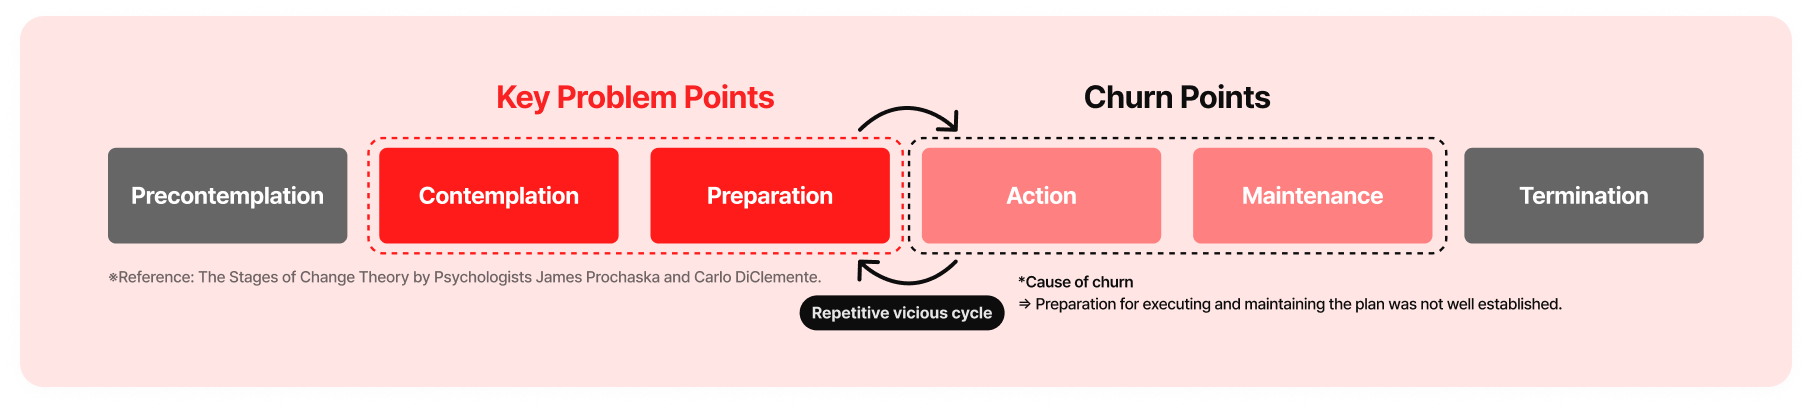 Key Problem Points
Churn Points
Precontemplation
Contemplation
Preparation
Action
Maintenance
Termination
※Reference: The Stages of Change Theory by Psychologists James Prochaska and Carlo DiClemente.
*Cause of churn
⇒ Preparation for executing and maintaining the plan was not well established.
Repetitive vicious cycle